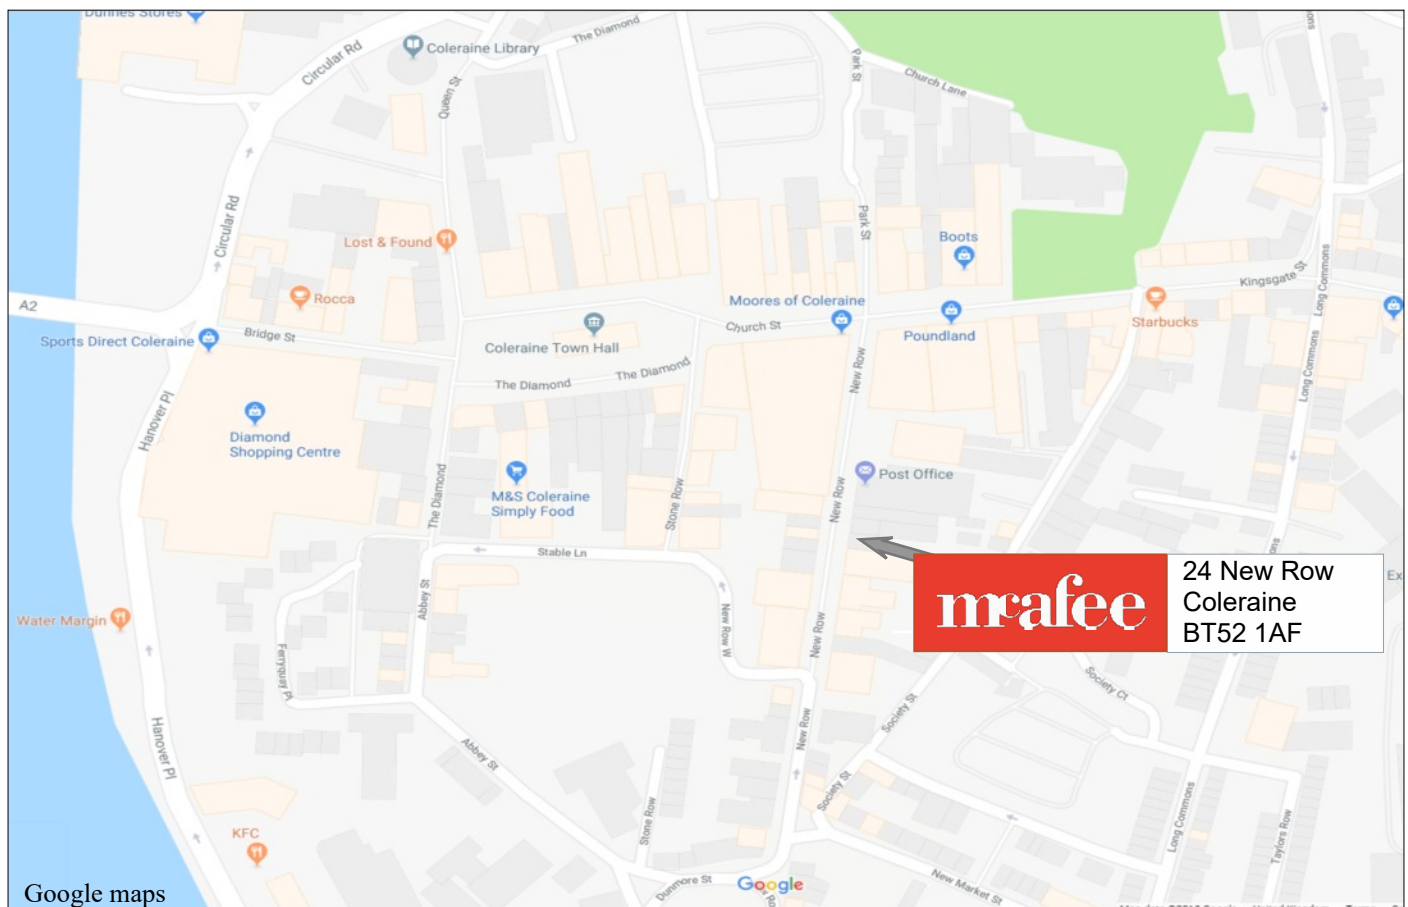 Dunnes Stores
Circular Rd
Coleraine Library
The Diamond
Park St
Church Lane
Queen St
Circular Rd
Lost & Found
Park St
Boots
Kingsgate St
Long Commons
A2
Rocca
Moores of Coleraine
Church St
Poundland
Starbucks
Sports Direct Coleraine
Bridge St
Coleraine Town Hall
The Diamond
The Diamond
New Row
Long Commons
Hanover Pl
Diamond
Shopping Centre
M&S Coleraine
Simply Food
The Diamond
Stone Row
New Row
Post Office
Stable Ln
mcafee
24 New Row
Coleraine
BT52 1AF
Ex
Water Margin
Abbey St
New Row W
New Row
Ferryquay Pl
Society Ct
Society St
Hanover Pl
Abbey St
New Row
Society St
Stone Row
Long Commons
Taylors Row
KFC
Dunmore St
Google
New Market St
Google maps